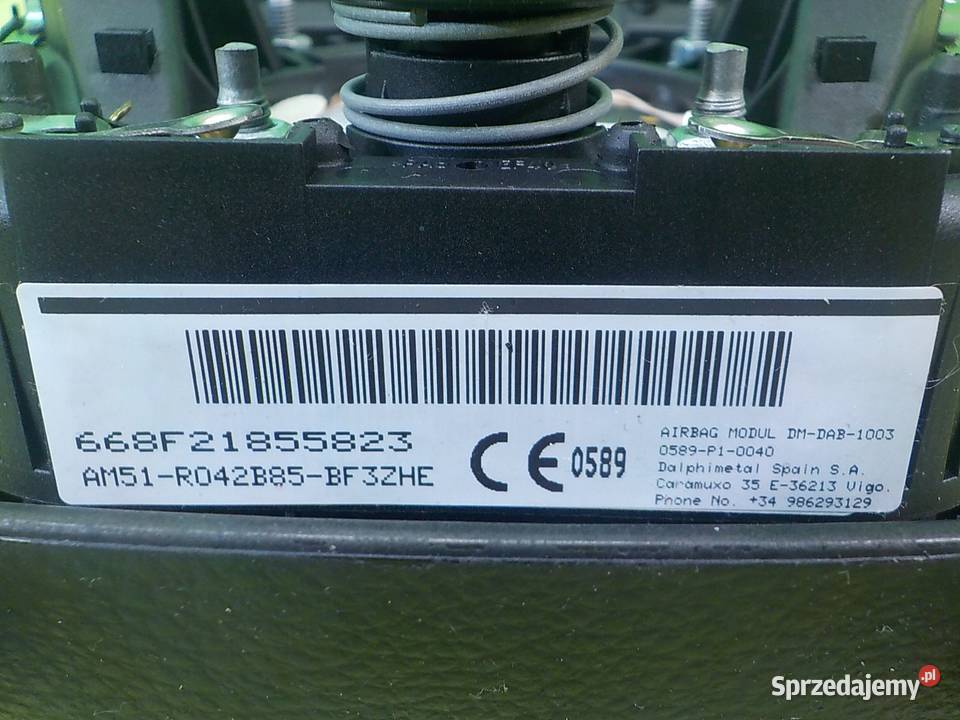 668F21855823
AM51-R042B85-BF3ZHE
CE 0589
AIRBAG MODUL DM-DAB-1003
0589-P1-0040
Dalphimetal Spain S.A.
Caramuxo 35 E-36213 Vigo.
Phone No. +34 986293129
Sprzedajemy.pl